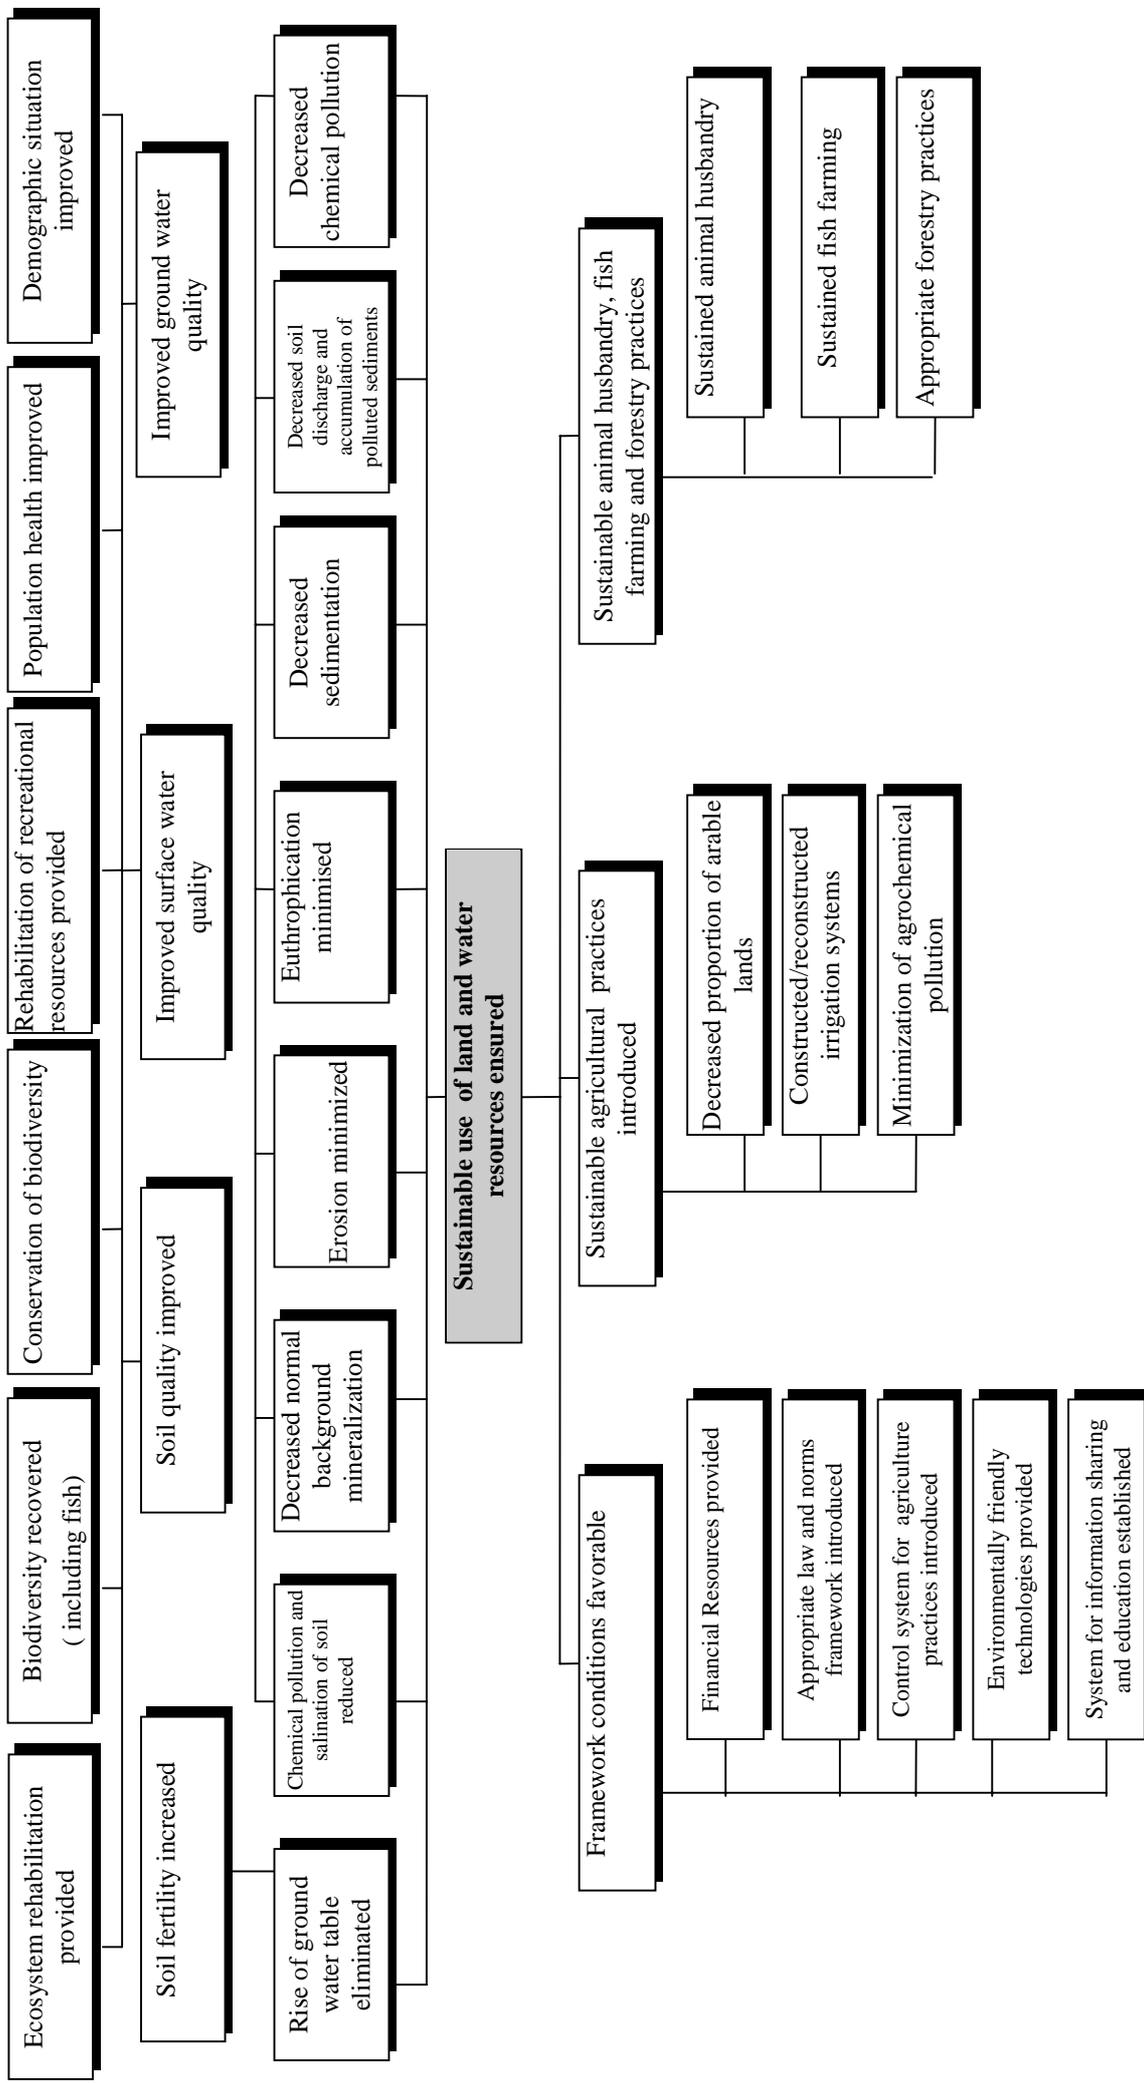 Ecosystem rehabilitation
provided
Biodiversity recovered
( including fish)
Conservation of biodiversity
Rehabilitation of recreational
resources provided
Population health improved
Demographic situation
improved
Soil fertility increased
Soil quality improved
Improved surface water
quality
Improved ground water
quality
Rise of ground
water table
eliminated
Chemical pollution and
salination of soil
reduced
Decreased normal
background
mineralization
Erosion minimized
Euthrophication
minimised
Decreased
sedimentation
Decreased soil
discharge and
accumulation of
polluted sediments
Decreased
chemical pollution
Sustainable use of land and water
resources ensured
Framework conditions favorable
Sustainable agricultural practices
introduced
Sustainable animal husbandry, fish
farming and forestry practices
Financial Resources provided
Appropriate law and norms
framework introduced
Control system for agriculture
practices introduced
Environmentally friendly
technologies provided
System for information sharing
and education established
Decreased proportion of arable
lands
Constructed/reconstructed
irrigation systems
Minimization of agrochemical
pollution
Sustained animal husbandry
Sustained fish farming
Appropriate forestry practices